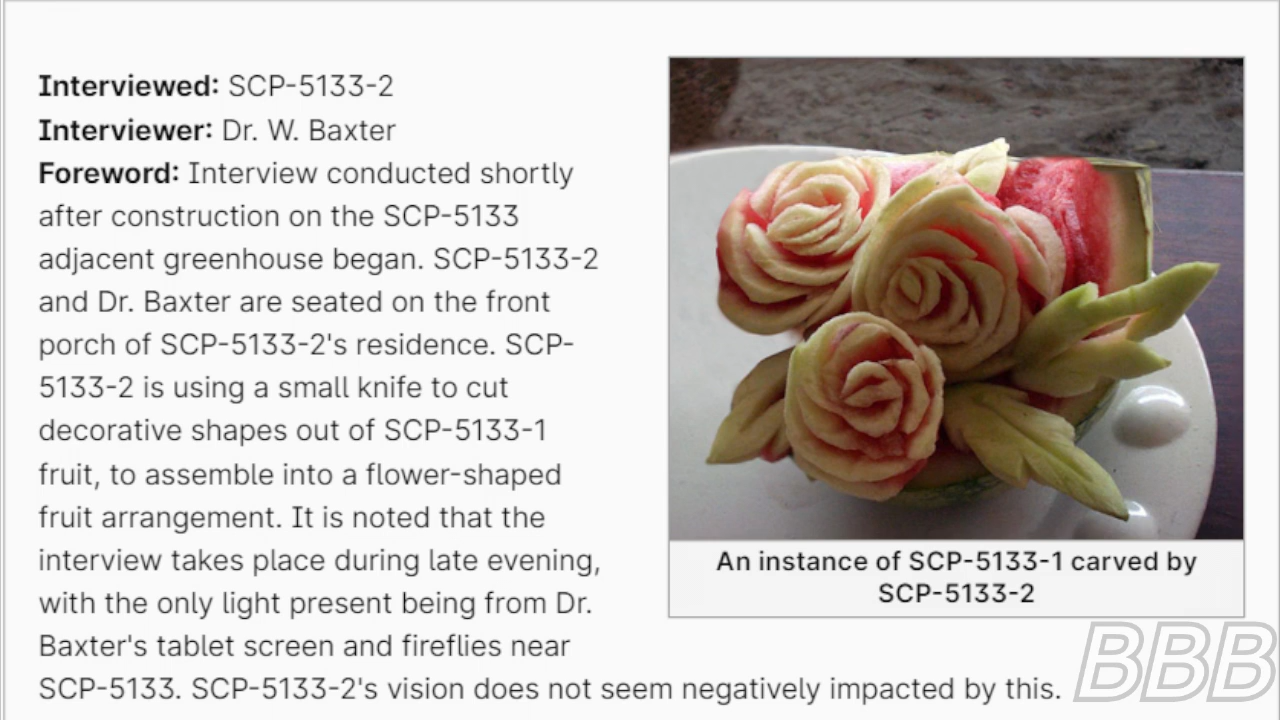 Interviewed: SCP-5133-2
Interviewer: Dr. W. Baxter
Foreword: Interview conducted shortly
after construction on the SCP-5133
adjacent greenhouse began. SCP-5133-2
and Dr. Baxter are seated on the front
porch of SCP-5133-2's residence. SCP-
5133-2 is using a small knife to cut
decorative shapes out of SCP-5133-1
fruit, to assemble into a flower-shaped
fruit arrangement. It is noted that the
interview takes place during late evening,
with the only light present being from Dr.
Baxter's tablet screen and fireflies near
SCP-5133. SCP-5133-2's vision does not seem negatively impacted by this.
An instance of SCP-5133-1 carved by
SCP-5133-2
BBB